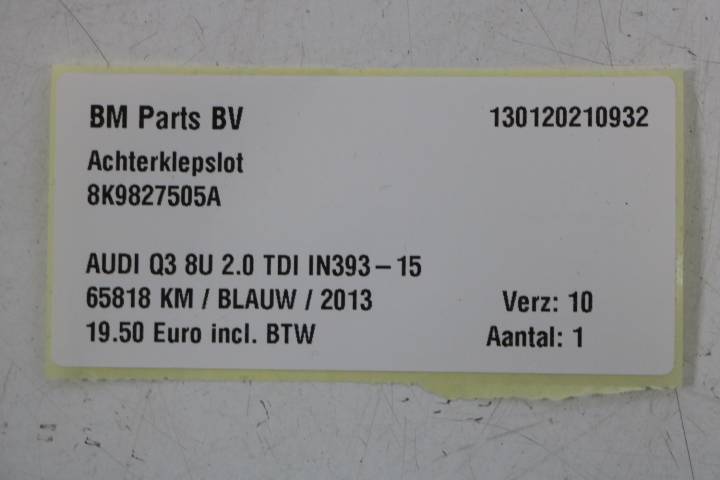 BM Parts BV 130120210932
Achterklepslot
8K9827505A
AUDI Q3 8U 2.0 TDI IN393-15
65818 KM / BLAUW / 2013 Verz: 10
19.50 Euro incl. BTW Aantal: 1